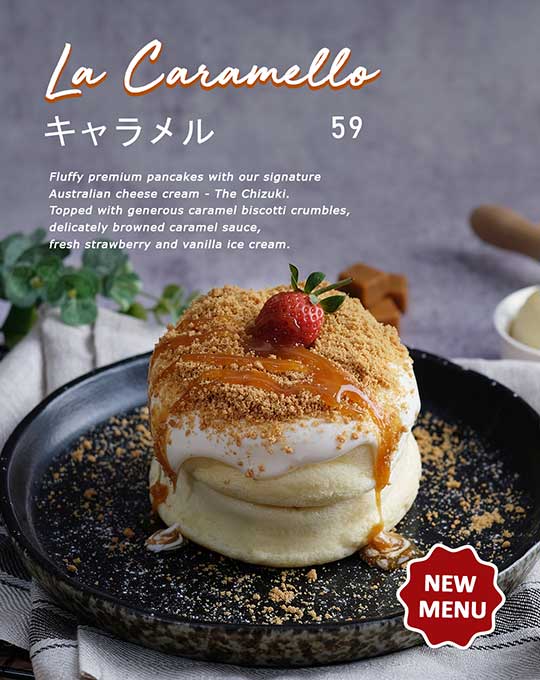 La Caramello
キャラメル 59
Fluffy premium pancakes with our signature
Australian cheese cream - The Chizuki.
Topped with generous caramel biscotti crumbles,
delicately browned caramel sauce,
fresh strawberry and vanilla ice cream.
NEW
MENU